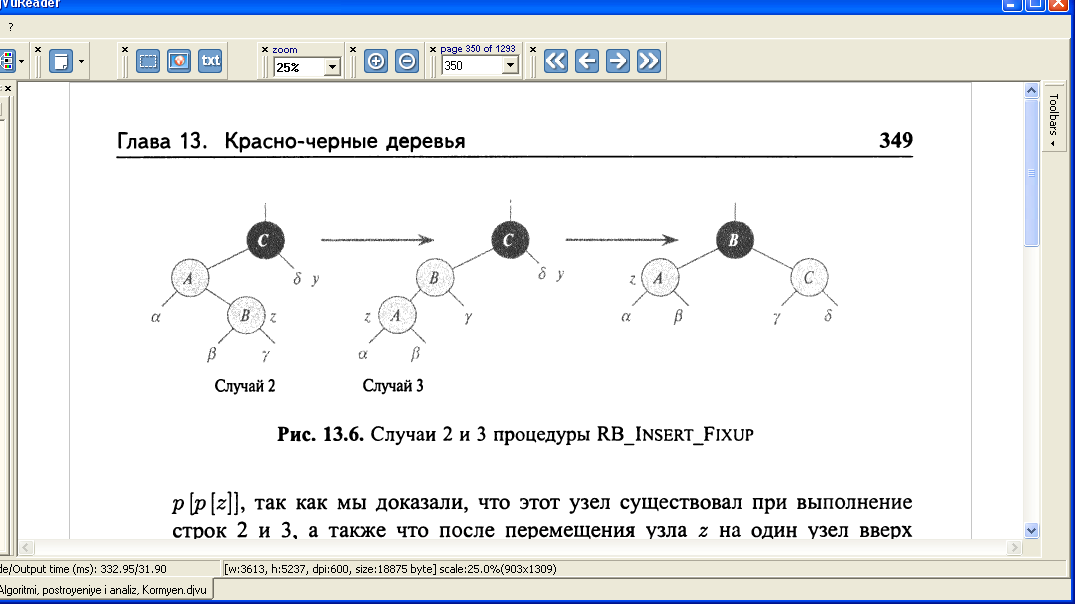 jVuReader
?
txt
zoom
25%
page 350 of 1293
350
Toolbars
Глава 13. Красно-черные деревья 349
C C B
A δ y B δ y z A C
α B z z A γ α β γ δ
β γ α β
Случай 2 Случай 3
Рис. 13.6. Случаи 2 и 3 процедуры RB_INSERT_FIXUP
p [p [z]], так как мы доказали, что этот узел существовал при выполнение
строк 2 и 3, а также что после перемещения узла z на один узел вверх
de/Output time (ms): 332.95/31.90 [w:3613, h:5237, dpi:600, size:18875 byte] scale:25.0%(903x1309)
Algoritmi, postroyeniye i analiz, Kormyen.djvu